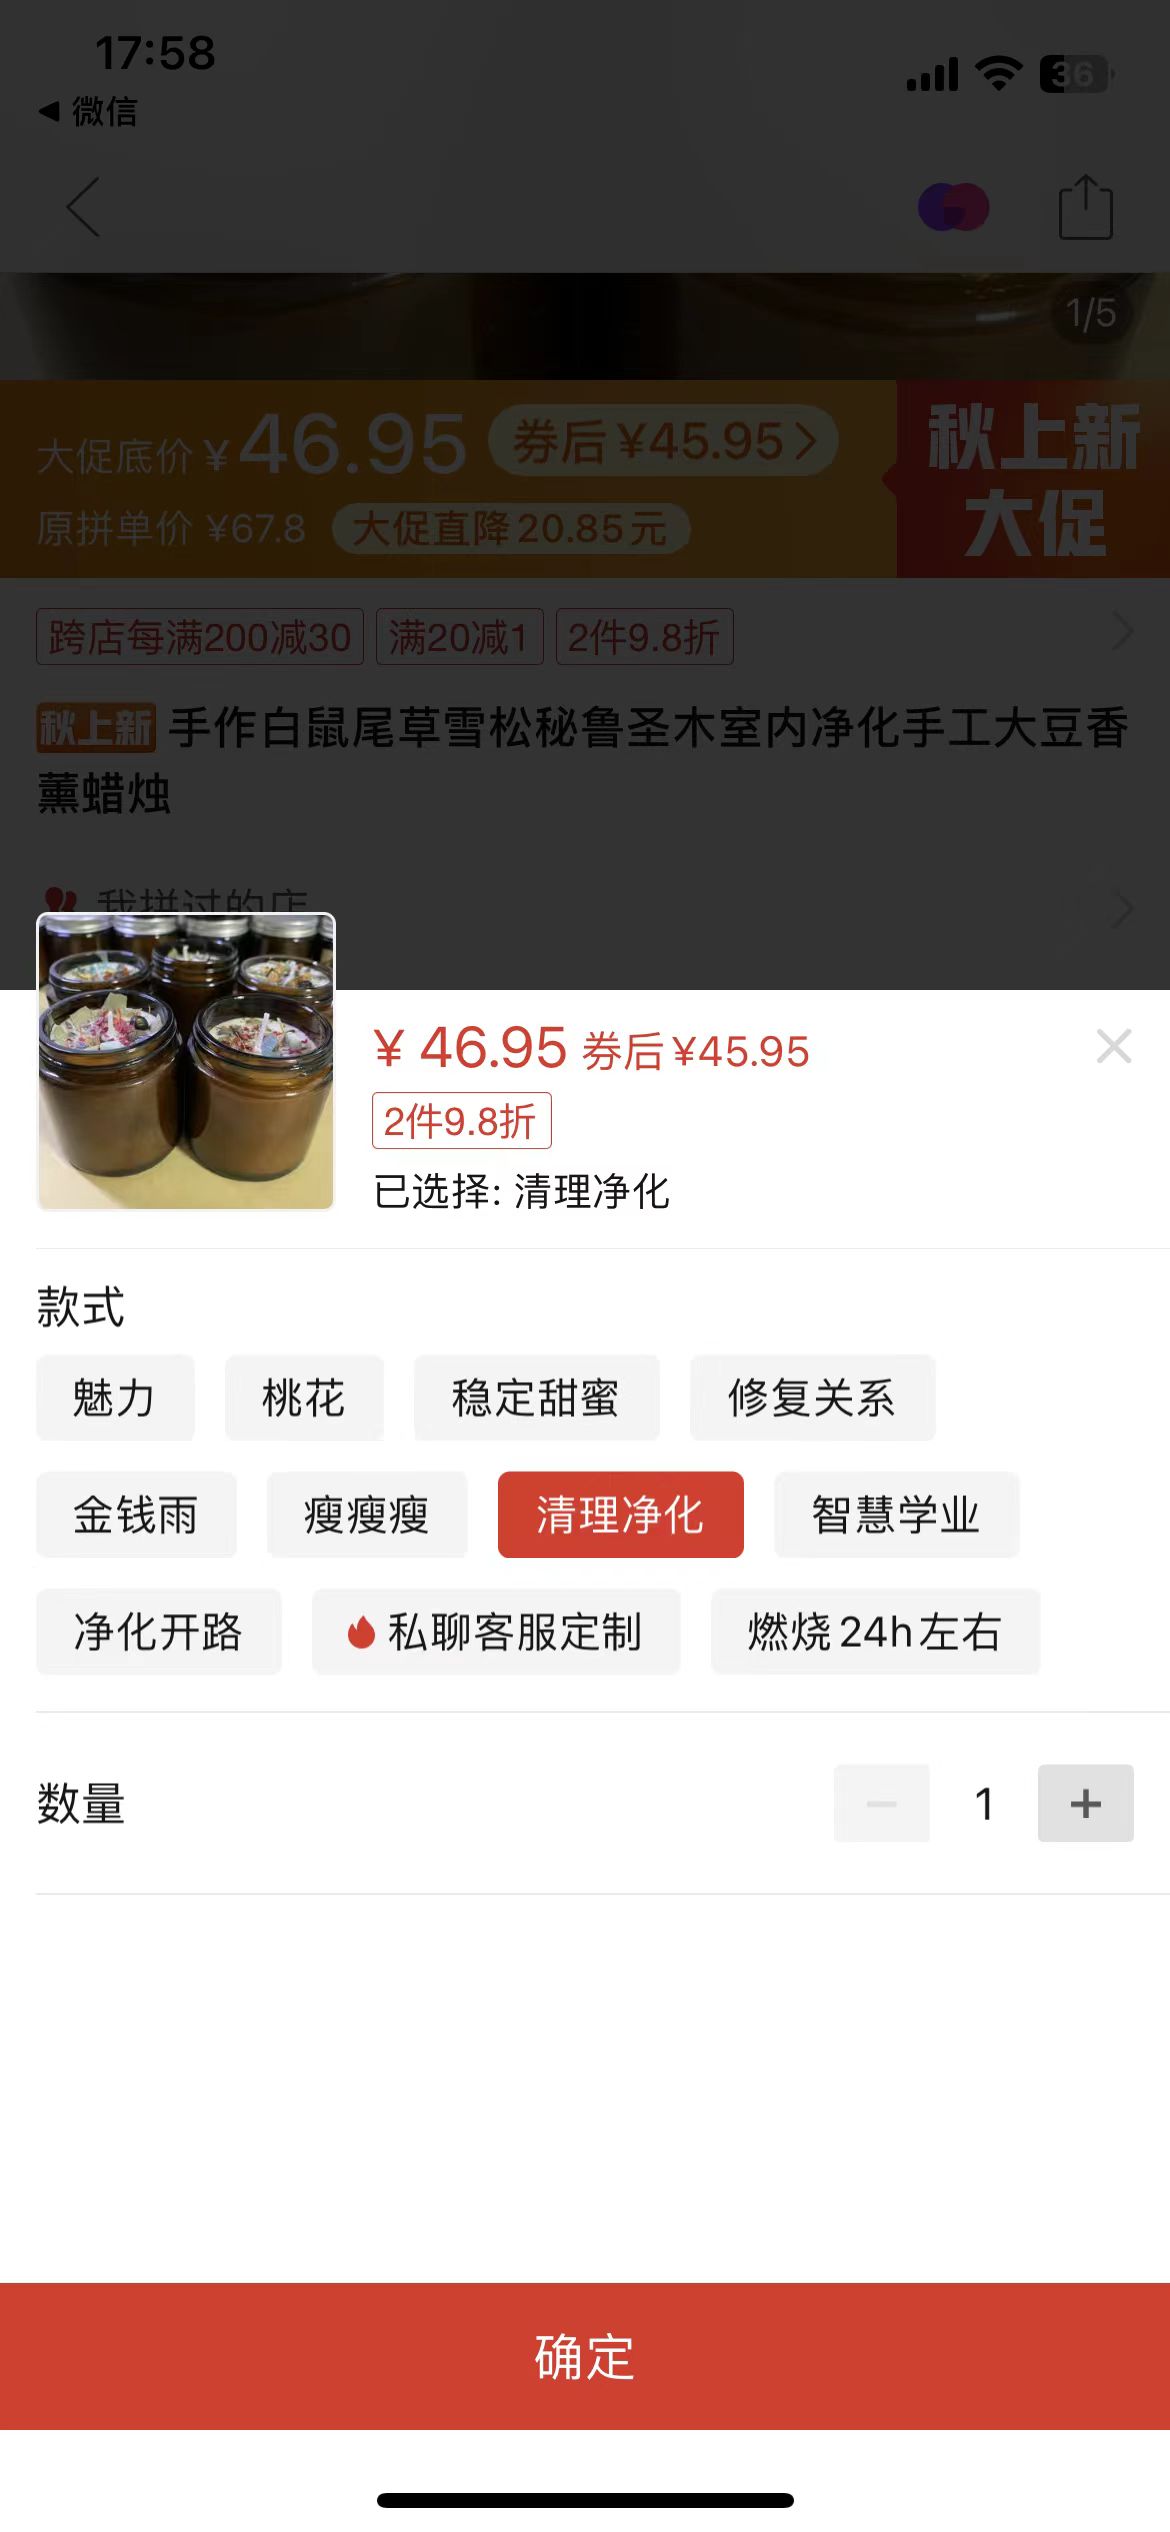 17:58
36
微信
1/5
大促底价¥46.95 券后¥45.95
原拼单价 ¥67.8 大促直降20.85元
秋上新
大促
跨店每满200减30 满20减1 2件9.8折
秋上新 手作白鼠尾草雪松秘鲁圣木室内净化手工大豆香
薰蜡烛
我拼过的店
¥ 46.95 券后¥45.95
2件9.8折
已选择: 清理净化
款式
魅力 桃花 稳定甜蜜 修复关系
金钱雨 瘦瘦瘦 清理净化 智慧学业
净化开路 私聊客服定制 燃烧24h左右
数量 1
确定